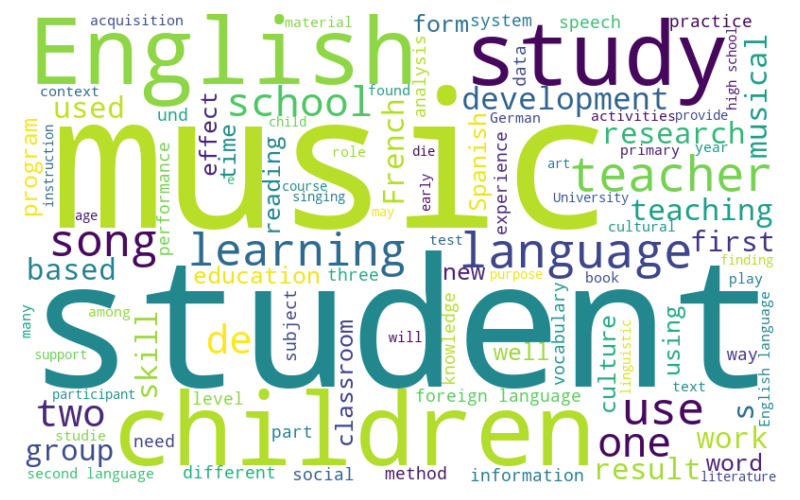 acquisition
material
form
system
speech
practice
English
study
context
used
und
school
found
analysis
development
data
high school
musical
program
instruction
effect
time
child
music
French
German
activities
provide
Spanish
research
primary
year
reading
role
die
experience
art
teacher
performance
e
course
singing
early
may
University
teaching
age
cultural
song
learning
test
language
first
finding
based
education
three
new
purpose
book
play
student
many
among
support
skill
de
subject
will
knowledge
well
vocabulary
linguistic
culture
using
way
English language
text
participant
level
classroom
foreign language
s
two
children
use
studie
need
part
one
work
group
word
second language
different
social
method
information
result
literature